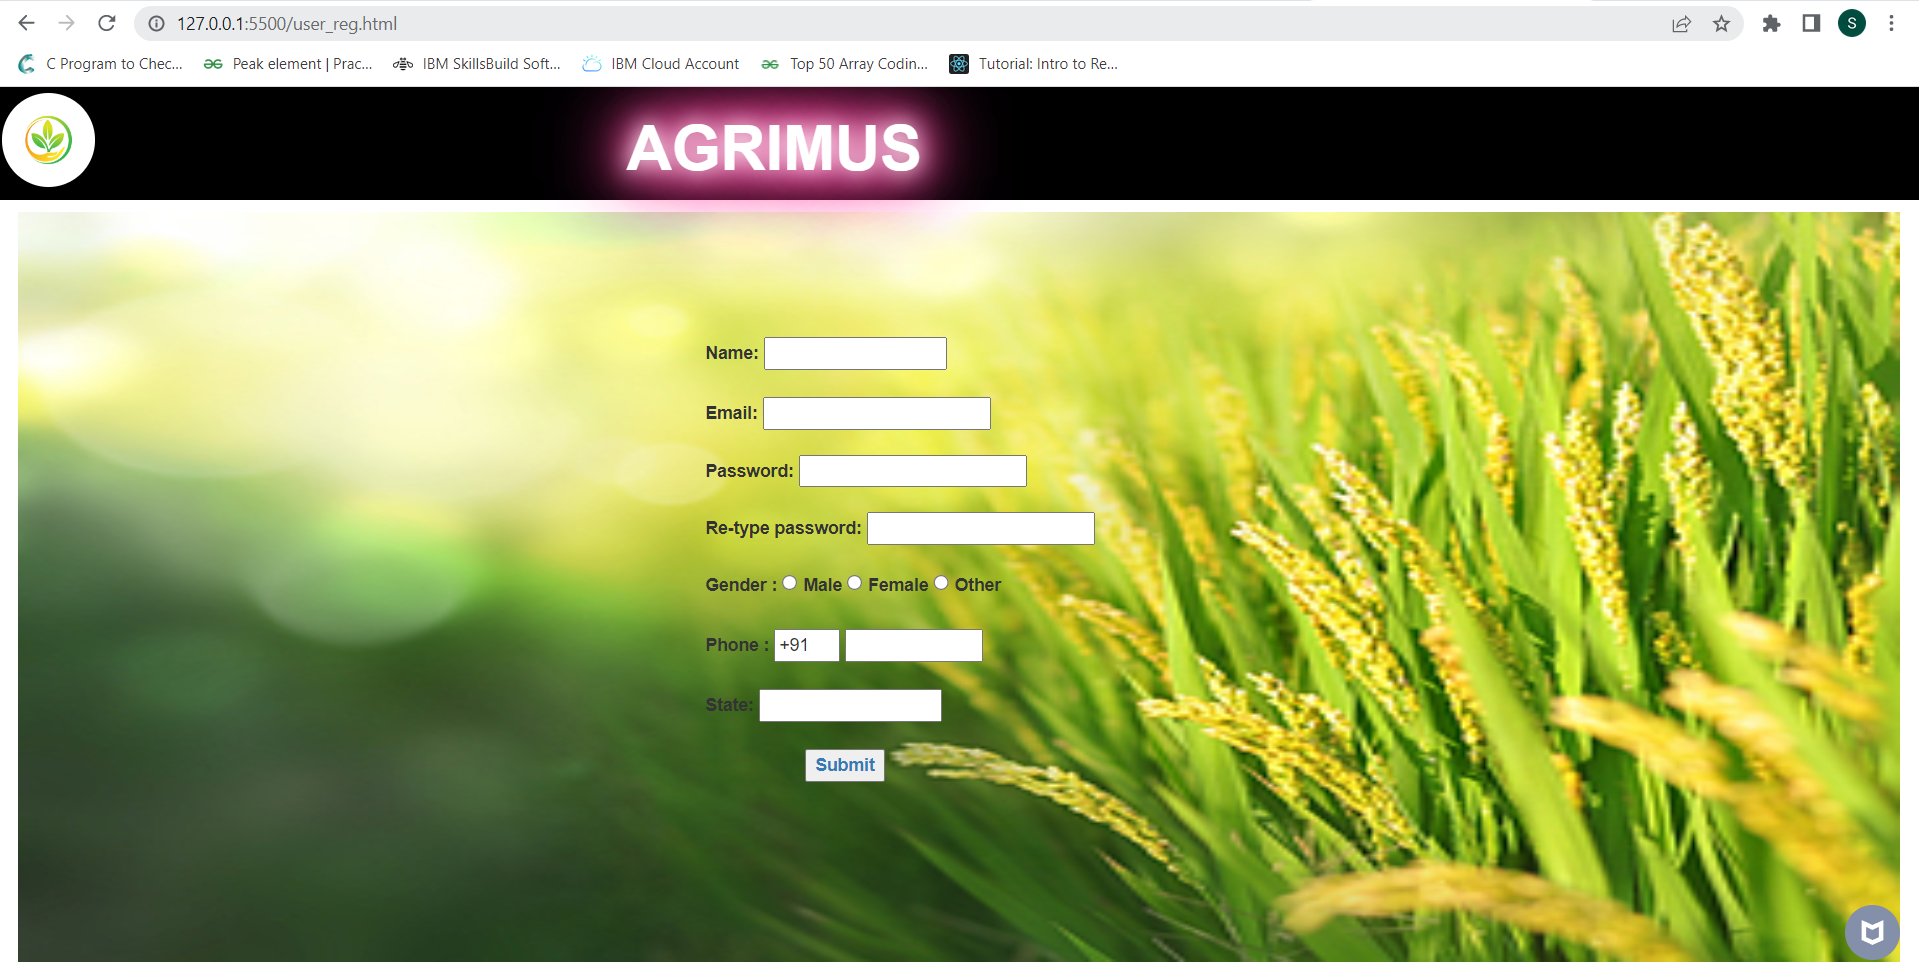 127.0.0.1:5500/user_reg.html
S
C Program to Chec... Peak element | Prac... IBM SkillsBuild Soft... IBM Cloud Account Top 50 Array Codin... Tutorial: Intro to Re...
AGRIMUS
Name:
Email:
Password:
Re-type password:
Gender : Male Female Other
Phone : +91
State:
Submit